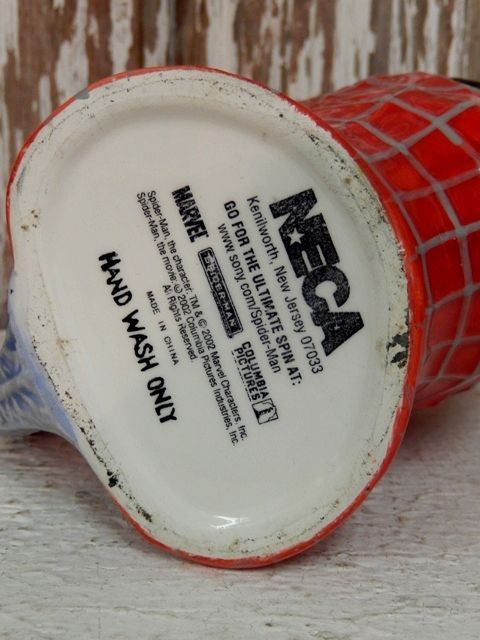 NECA
Kenilworth, New Jersey 07033
GO FOR THE ULTIMATE SPIN AT:
www.sony.com/Spider-Man
MARVEL
SPIDER-MAN
COLUMBIA
PICTURES
Spider-Man, the character, TM & © 2002 Marvel Characters, Inc.
Spider-Man, the movie, © 2002 Columbia Pictures Industries, Inc.
All Rights Reserved.
MADE IN CHINA
HAND WASH ONLY